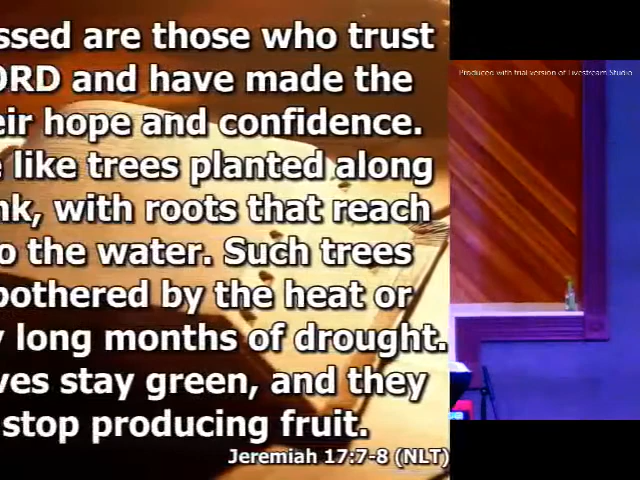 ssed are those who trust
ORD and have made the
eir hope and confidence.
like trees planted along
nk, with roots that reach
o the water. Such trees
bothered by the heat or
y long months of drought.
ves stay green, and they
stop producing fruit.
Jeremiah 17:7-8 (NLT)
Produced with trial version of Livestream Studio